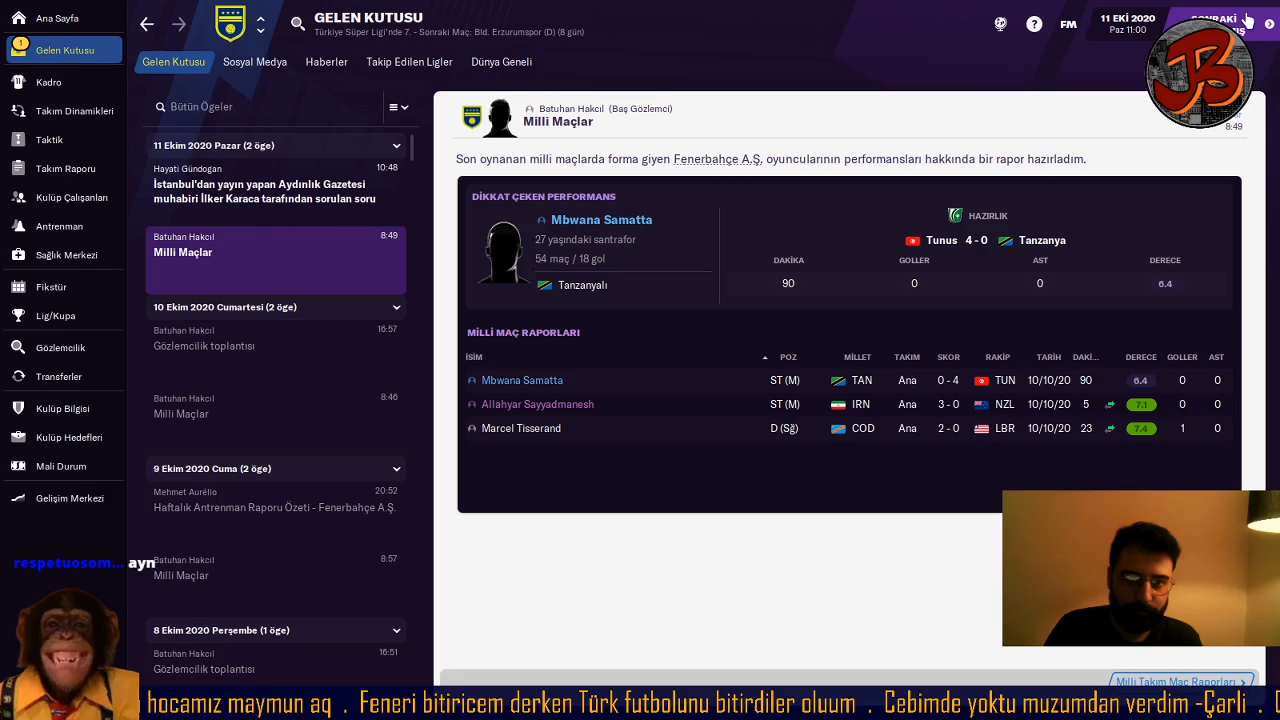 Ana Sayfa
1
Gelen Kutusu
Kadro
Takım Dinamikleri
Taktik
Takım Raporu
Kulüp Çalışanları
Antrenman
Sağlık Merkezi
Fikstür
Lig/Kupa
Gözlemcilik
Transferler
Kulüp Bilgisi
Kulüp Hedefleri
Mali Durum
Gelişim Merkezi
GELEN KUTUSU
Türkiye Süper Ligi'nde 7. - Sonraki Maç: Bld. Erzurumspor (D) (8 gün)
FM
11 EKİ 2020
Paz 11:00
SONRAKİ
Gelen Kutusu
Sosyal Medya
Haberler
Takip Edilen Ligler
Dünya Geneli
Bütün Ögeler
11 Ekim 2020 Pazar (2 öge)
Hayati Gündogan 10:48
İstanbul'dan yayın yapan Aydınlık Gazetesi
muhabiri İlker Karaca tarafından sorulan soru
Batuhan Hakcıl 8:49
Milli Maçlar
10 Ekim 2020 Cumartesi (2 öge)
Batuhan Hakcıl 16:57
Gözlemcilik toplantısı
Batuhan Hakcıl 8:46
Milli Maçlar
9 Ekim 2020 Cuma (2 öge)
Mehmet Aurélio 20:52
Haftalık Antrenman Raporu Özeti - Fenerbahçe A.Ş.
Batuhan Hakcıl 8:57
Milli Maçlar
8 Ekim 2020 Perşembe (1 öge)
Batuhan Hakcıl 16:51
Gözlemcilik toplantısı
Batuhan Hakcıl (Baş Gözlemci)
Milli Maçlar
8:49
Son oynanan milli maçlarda forma giyen Fenerbahçe A.Ş. oyuncularının performansları hakkında bir rapor hazırladım.
DİKKAT ÇEKEN PERFORMANS
Mbwana Samatta
27 yaşındaki santrafor
54 maç / 18 gol
Tanzanyalı
HAZIRLIK
Tunus 4-0 Tanzanya
DAKİKA GOLLER AST DERECE
90 0 0 6.4
MİLLİ MAÇ RAPORLARI
İSİM POZ MİLLET TAKIM SKOR RAKİP TARİH DAKİ... DERECE GOLLER AST
Mbwana Samatta ST (M) TAN Ana 0 - 4 TUN 10/10/20 90 6.4 0 0
Allahyar Sayyadmanesh ST (M) IRN Ana 3 - 0 NZL 10/10/20 5 7.1 0 0
Marcel Tisserand D (Sğ) COD Ana 2 - 0 LBR 10/10/20 23 7.4 1 0
Milli Takım Maç Raporları
respetuosom... ayn
B
hocamız maymun aq . Feneri bitiricem derken Türk futbolunu bitirdiler oluum . Cebimde yoktu muzumdan verdim -Çarli .